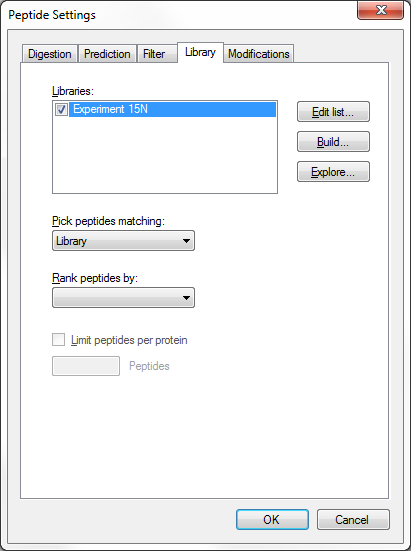 Peptide Settings
Digestion Prediction Filter Library Modifications
Libraries:
Experiment 15N
Edit list...
Build...
Explore...
Pick peptides matching:
Library
Rank peptides by:
Limit peptides per protein
Peptides
OK Cancel